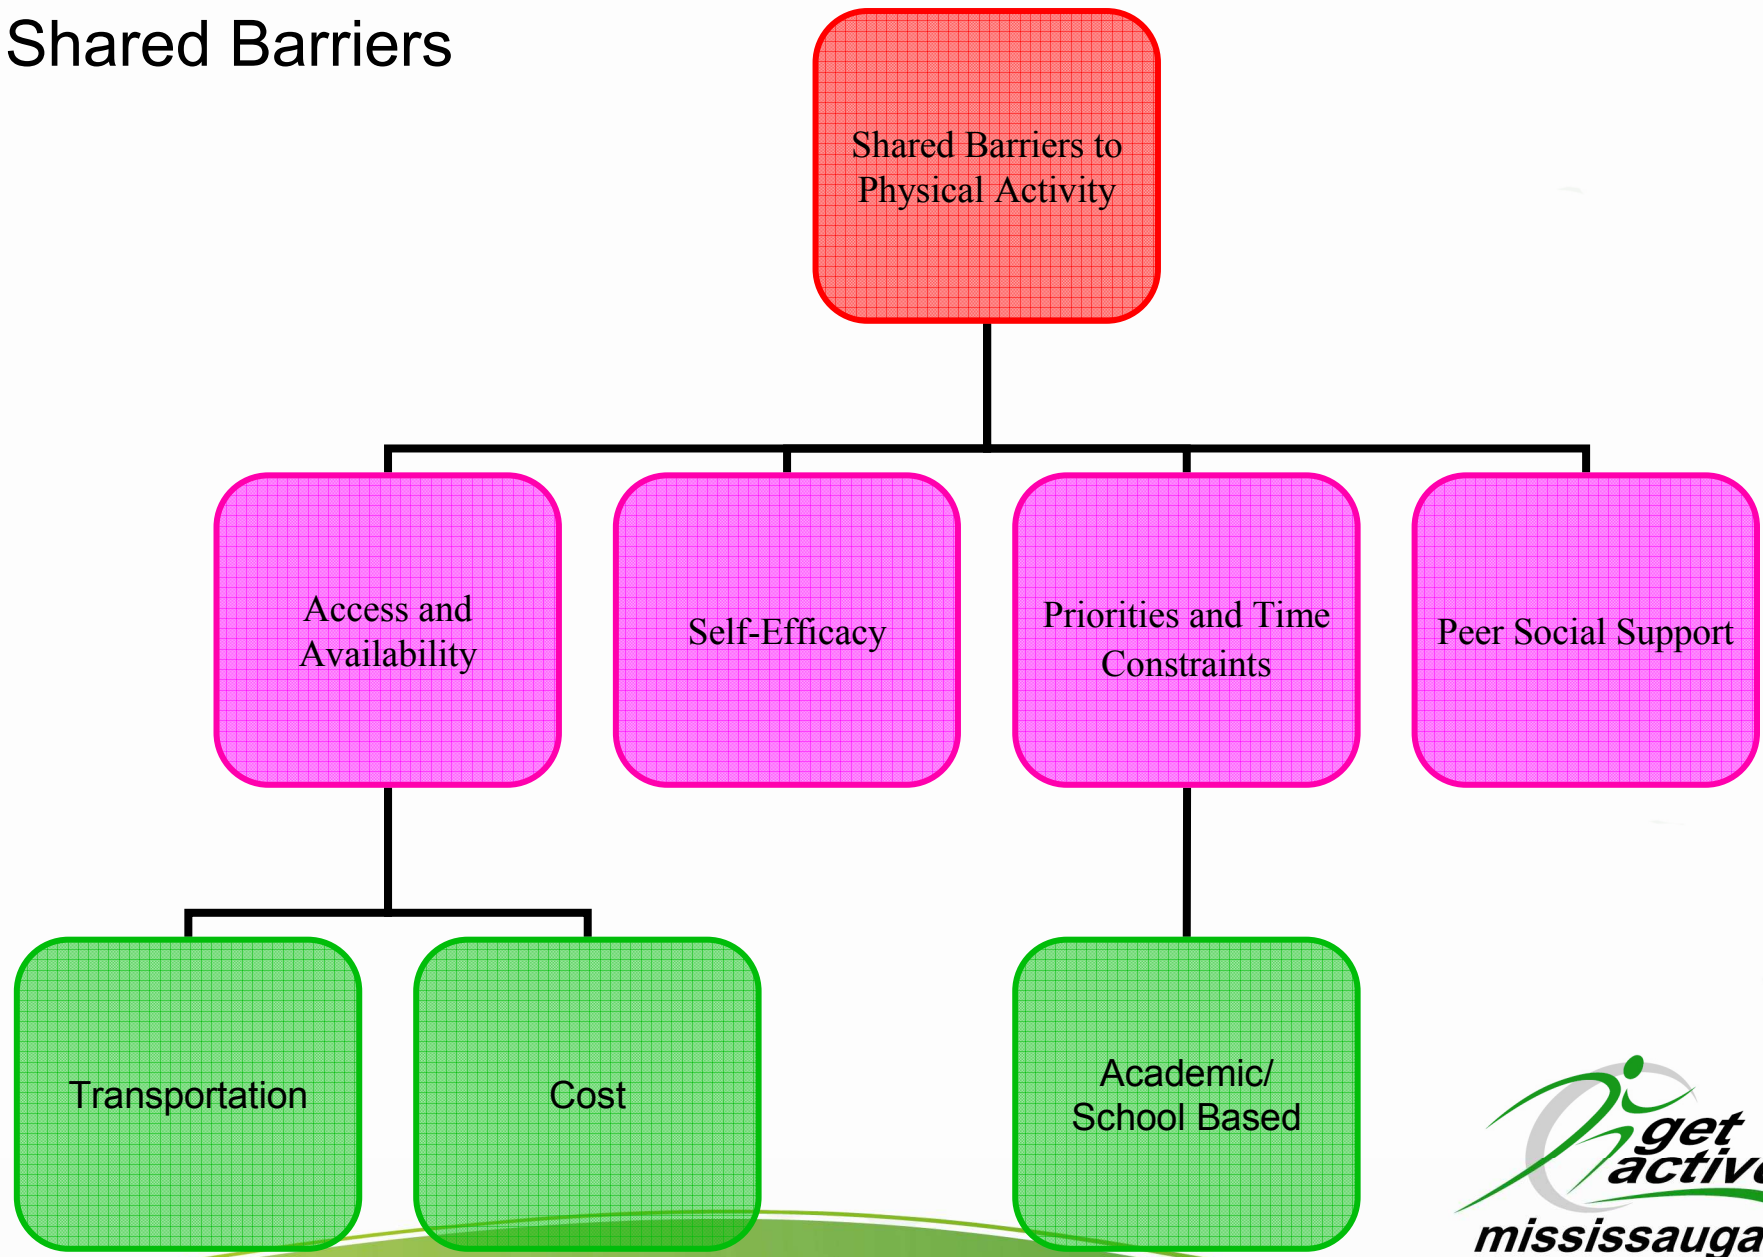 Shared Barriers
Shared Barriers to
Physical Activity
Access and
Availability
Self-Efficacy
Priorities and Time
Constraints
Peer Social Support
Transportation
Cost
Academic/
School Based
get
active
mississauga